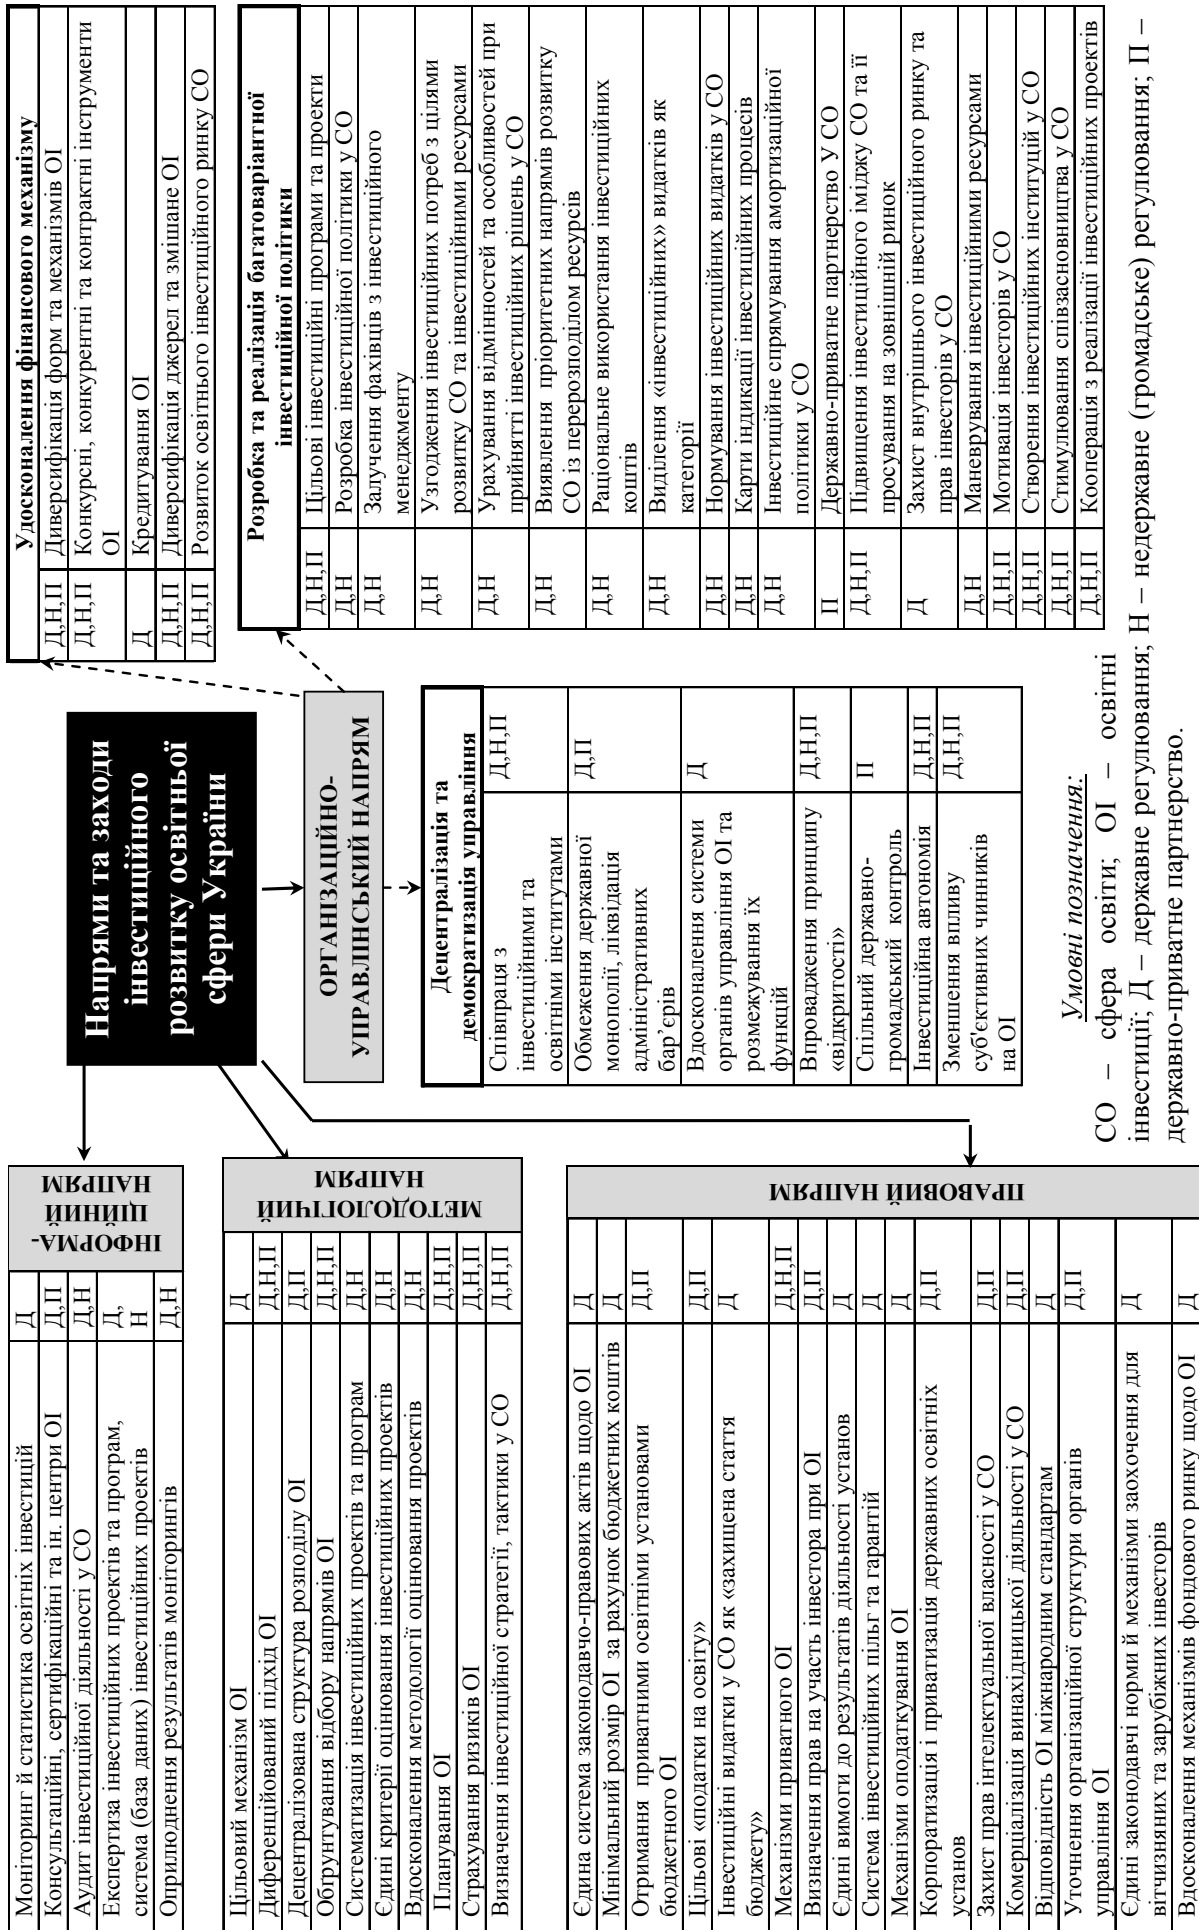 Напрями та заходи
інвестиційного
розвитку освітньої
сфери України
ІНФОРМА-
ЦІЙНИЙ
НАПРЯМ
Моніторинг й статистика освітніх інвестицій
Д
Консультаційні, сертифікаційні та ін. центри ОІ
Д,П
Аудит інвестиційної діяльності у СО
Д,Н
Експертиза інвестиційних проектів та програм,
система (база даних) інвестиційних проектів
Д,
Н
Оприлюднення результатів моніторингів
Д,Н
МЕТОДОЛОГІЧНИЙ
НАПРЯМ
Цільовий механізм ОІ
Д
Диференційований підхід ОІ
Д,Н,П
Децентралізована структура розподілу ОІ
Д,П
Обґрунтування відбору напрямів ОІ
Д,Н,П
Систематизація інвестиційних проектів та програм
Д,Н
Єдині критерії оцінювання інвестиційних проектів
Д,Н
Вдосконалення методології оцінювання проектів
Д,Н
Планування ОІ
Д,Н,П
Страхування ризиків ОІ
Д,Н,П
Визначення інвестиційної стратегії, тактики у СО
Д,Н,П
ПРАВОВИЙ НАПРЯМ
Єдина система законодавчо-правових актів щодо ОІ
Д
Мінімальний розмір ОІ за рахунок бюджетних коштів
Д
Отримання приватними освітніми установами
бюджетного ОІ
Д,П
Цільові «податки на освіту»
Д,П
Інвестиційні видатки у СО як «захищена стаття
бюджету»
Д
Механізми приватного ОІ
Д,Н,П
Визначення прав на участь інвестора при ОІ
Д,П
Єдині вимоги до результатів діяльності установ
Д
Система інвестиційних пільг та гарантій
Д
Механізми оподаткування ОІ
Д
Корпоратизація і приватизація державних освітніх
установ
Д,П
Захист прав інтелектуальної власності у СО
Д,П
Комерціалізація винахідницької діяльності у СО
Д,П
Відповідність ОІ міжнародним стандартам
Д
Уточнення організаційної структури органів
управління ОІ
Д,П
Єдині законодавчі норми й механізми заохочення для
вітчизняних та зарубіжних інвесторів
Д
Вдосконалення механізмів фондового ринку щодо ОІ
Д
ОРГАНІЗАЦІЙНО-
УПРАВЛІНСЬКИЙ НАПРЯМ
Децентралізація та
демократизація управління
Співпраця з
інвестиційними та
освітніми інститутами
Д,Н,П
Обмеження державної
монополії, ліквідація
адміністративних
бар’єрів
Д,П
Вдосконалення системи
органів управління ОІ та
розмежування їх
функцій
Д
Впровадження принципу
«відкритості»
Д,Н,П
Спільний державно-
громадський контроль
П
Інвестиційна автономія
Д,Н,П
Зменшення впливу
суб'єктивних чинників
на ОІ
Д,Н,П
Удосконалення фінансового механізму
Д,Н,П
Диверсифікація форм та механізмів ОІ
Д,Н,П
Конкурсні, конкурентні та контрактні інструменти
ОІ
Д
Кредитування ОІ
Д,Н,П
Диверсифікація джерел та змішане ОІ
Д,Н,П
Розвиток освітнього інвестиційного ринку СО
Розробка та реалізація багатоваріантної
інвестиційної політики
Д,Н,П
Цільові інвестиційні програми та проекти
Д,Н
Розробка інвестиційної політики у СО
Д,Н
Залучення фахівців з інвестиційного
менеджменту
Д,Н
Узгодження інвестиційних потреб з цілями
розвитку СО та інвестиційними ресурсами
Д,Н
Урахування відмінностей та особливостей при
прийнятті інвестиційних рішень у СО
Д,Н
Виявлення пріоритетних напрямів розвитку
СО із перерозподілом ресурсів
Д,Н
Раціональне використання інвестиційних
коштів
Д,Н
Виділення «інвестиційних» видатків як
категорії
Д,Н
Нормування інвестиційних видатків у СО
Д,Н
Карти індикації інвестиційних процесів
Д,Н
Інвестиційне спрямування амортизаційної
політики у СО
П
Державно-приватне партнерство У СО
Д,Н,П
Підвищення інвестиційного іміджу СО та її
просування на зовнішній ринок
Д
Захист внутрішнього інвестиційного ринку та
прав інвесторів у СО
Д,Н
Маневрування інвестиційними ресурсами
Д,Н,П
Мотивація інвесторів у СО
Д,Н,П
Створення інвестиційних інституцій у СО
Д,Н,П
Стимулювання співзасновництва у СО
Д,Н,П
Кооперація з реалізації інвестиційних проектів
Умовні позначення:
СО – сфера освіти; ОІ – освітні
інвестиції; Д – державне регулювання; Н – недержавне (громадське) регулювання; П –
державно-приватне партнерство.